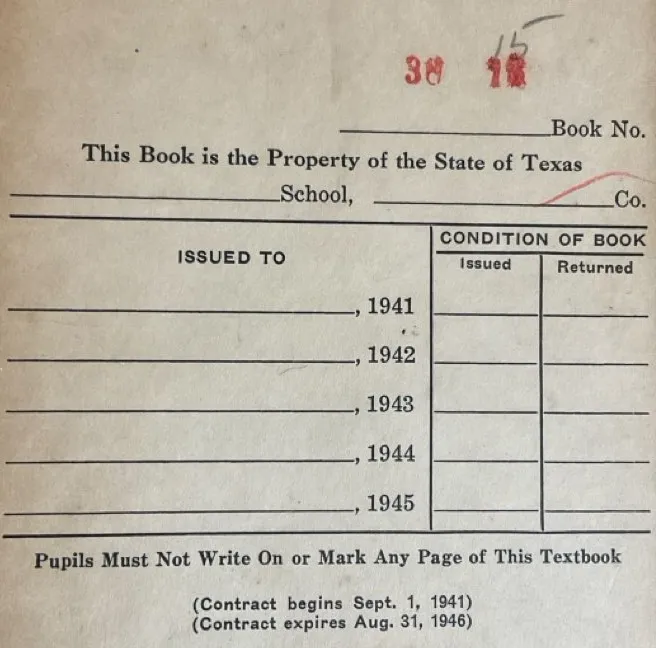 15
38
Book No.
This Book is the Property of the State of Texas
School, Co.
CONDITION OF BOOK
ISSUED TO Issued Returned
, 1941
, 1942
, 1943
, 1944
, 1945
Pupils Must Not Write On or Mark Any Page of This Textbook
(Contract begins Sept. 1, 1941)
(Contract expires Aug. 31, 1946)